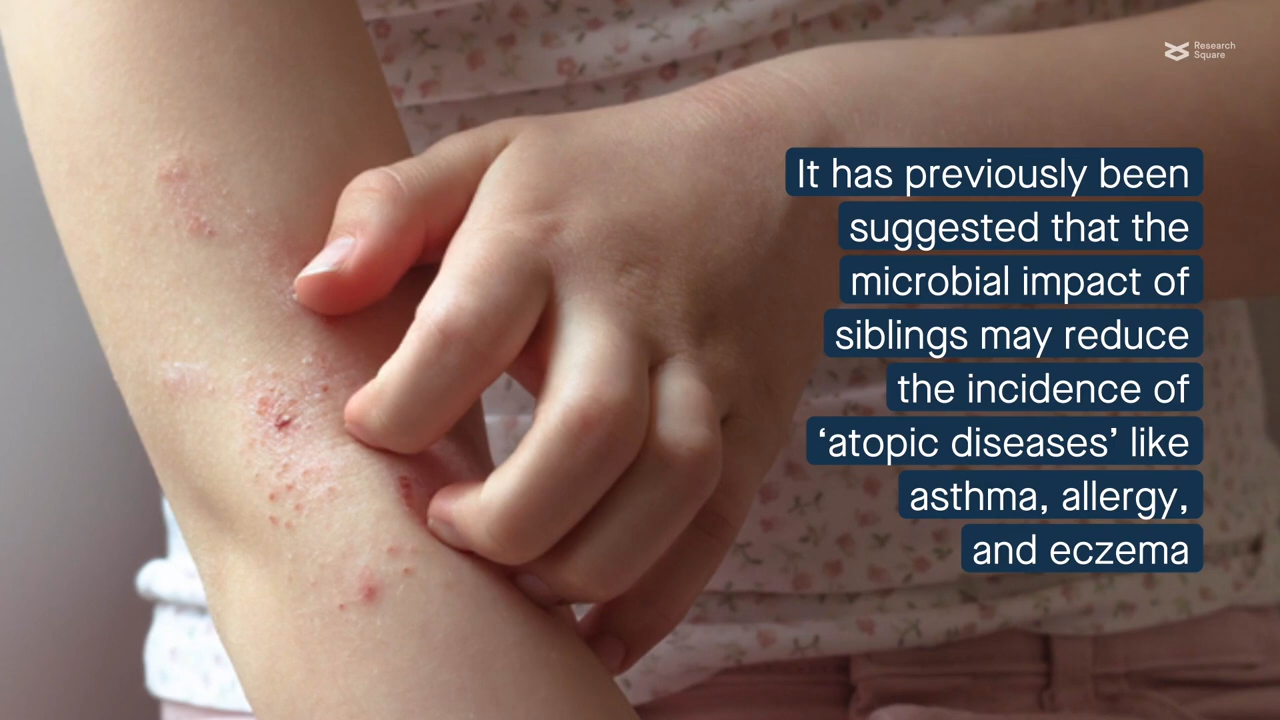 Research
Square
It has previously been
suggested that the
microbial impact of
siblings may reduce
the incidence of
‘atopic diseases’ like
asthma, allergy,
and eczema